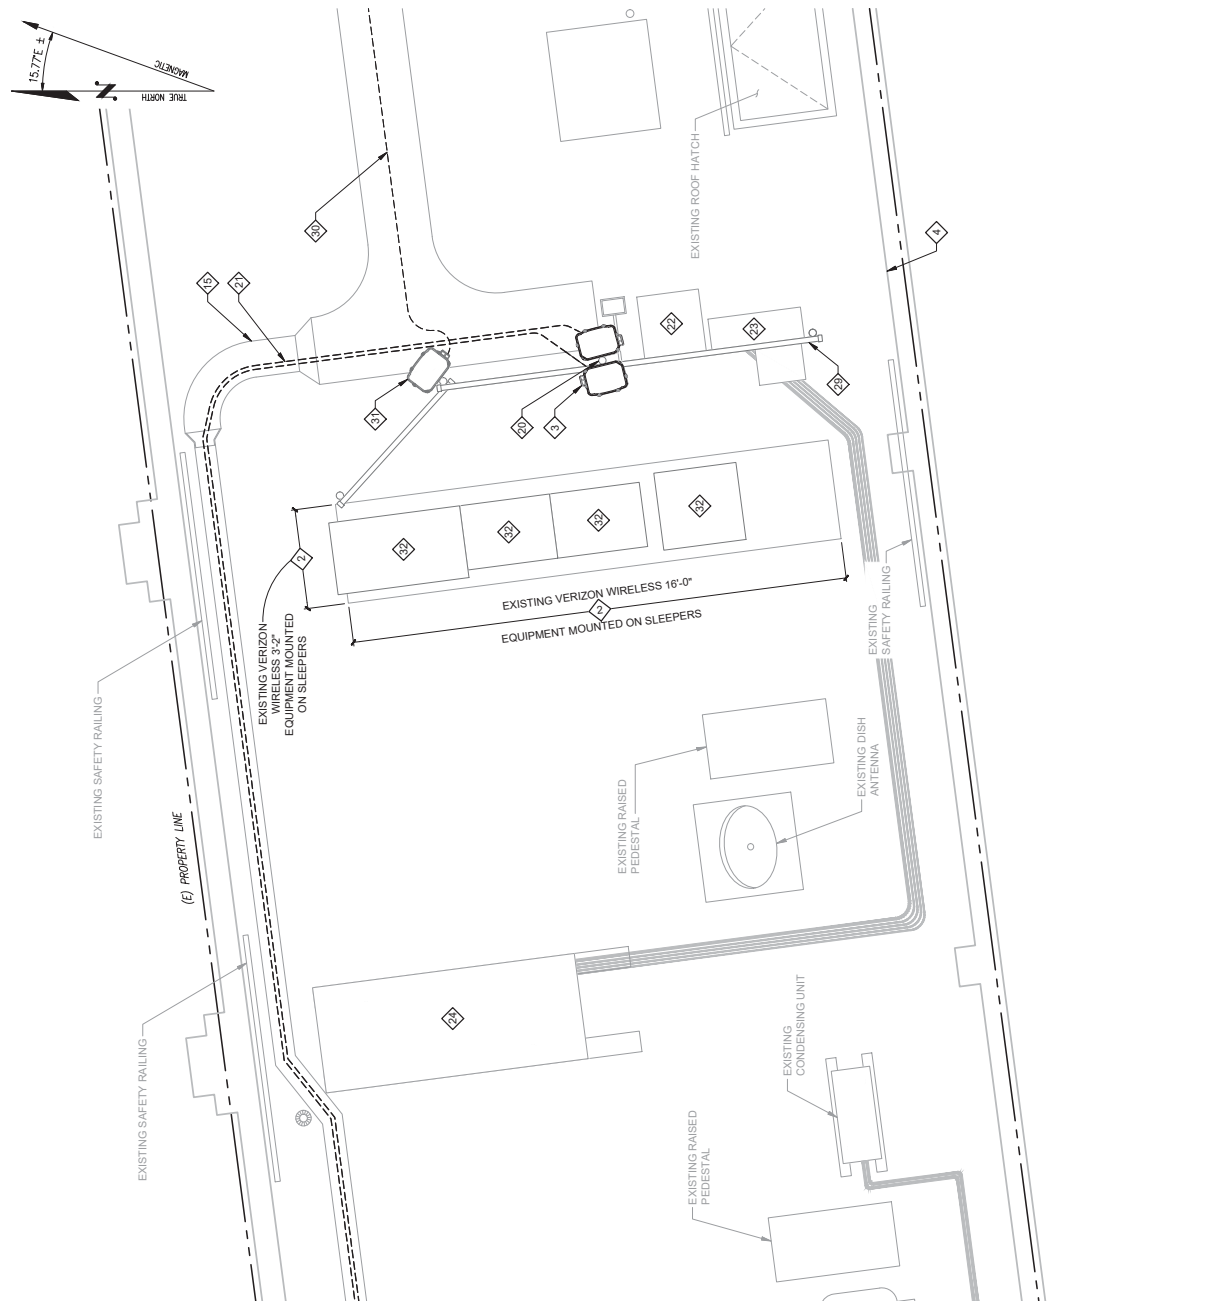 15.77°E ±
MAGNETIC
TRUE NORTH
N
30
EXISTING ROOF HATCH
4
15
21
22
23
31
20
3
29
32
32
32
32
2
EXISTING VERIZON
WIRELESS 3'-2"
EQUIPMENT MOUNTED
ON SLEEPERS
EXISTING VERIZON WIRELESS 16'-0"
2
EQUIPMENT MOUNTED ON SLEEPERS
EXISTING
SAFETY RAILING
EXISTING SAFETY RAILING
(E) PROPERTY LINE
EXISTING RAISED
PEDESTAL
EXISTING DISH
ANTENNA
24
EXISTING SAFETY RAILING
EXISTING
CONDENSING UNIT
EXISTING RAISED
PEDESTAL